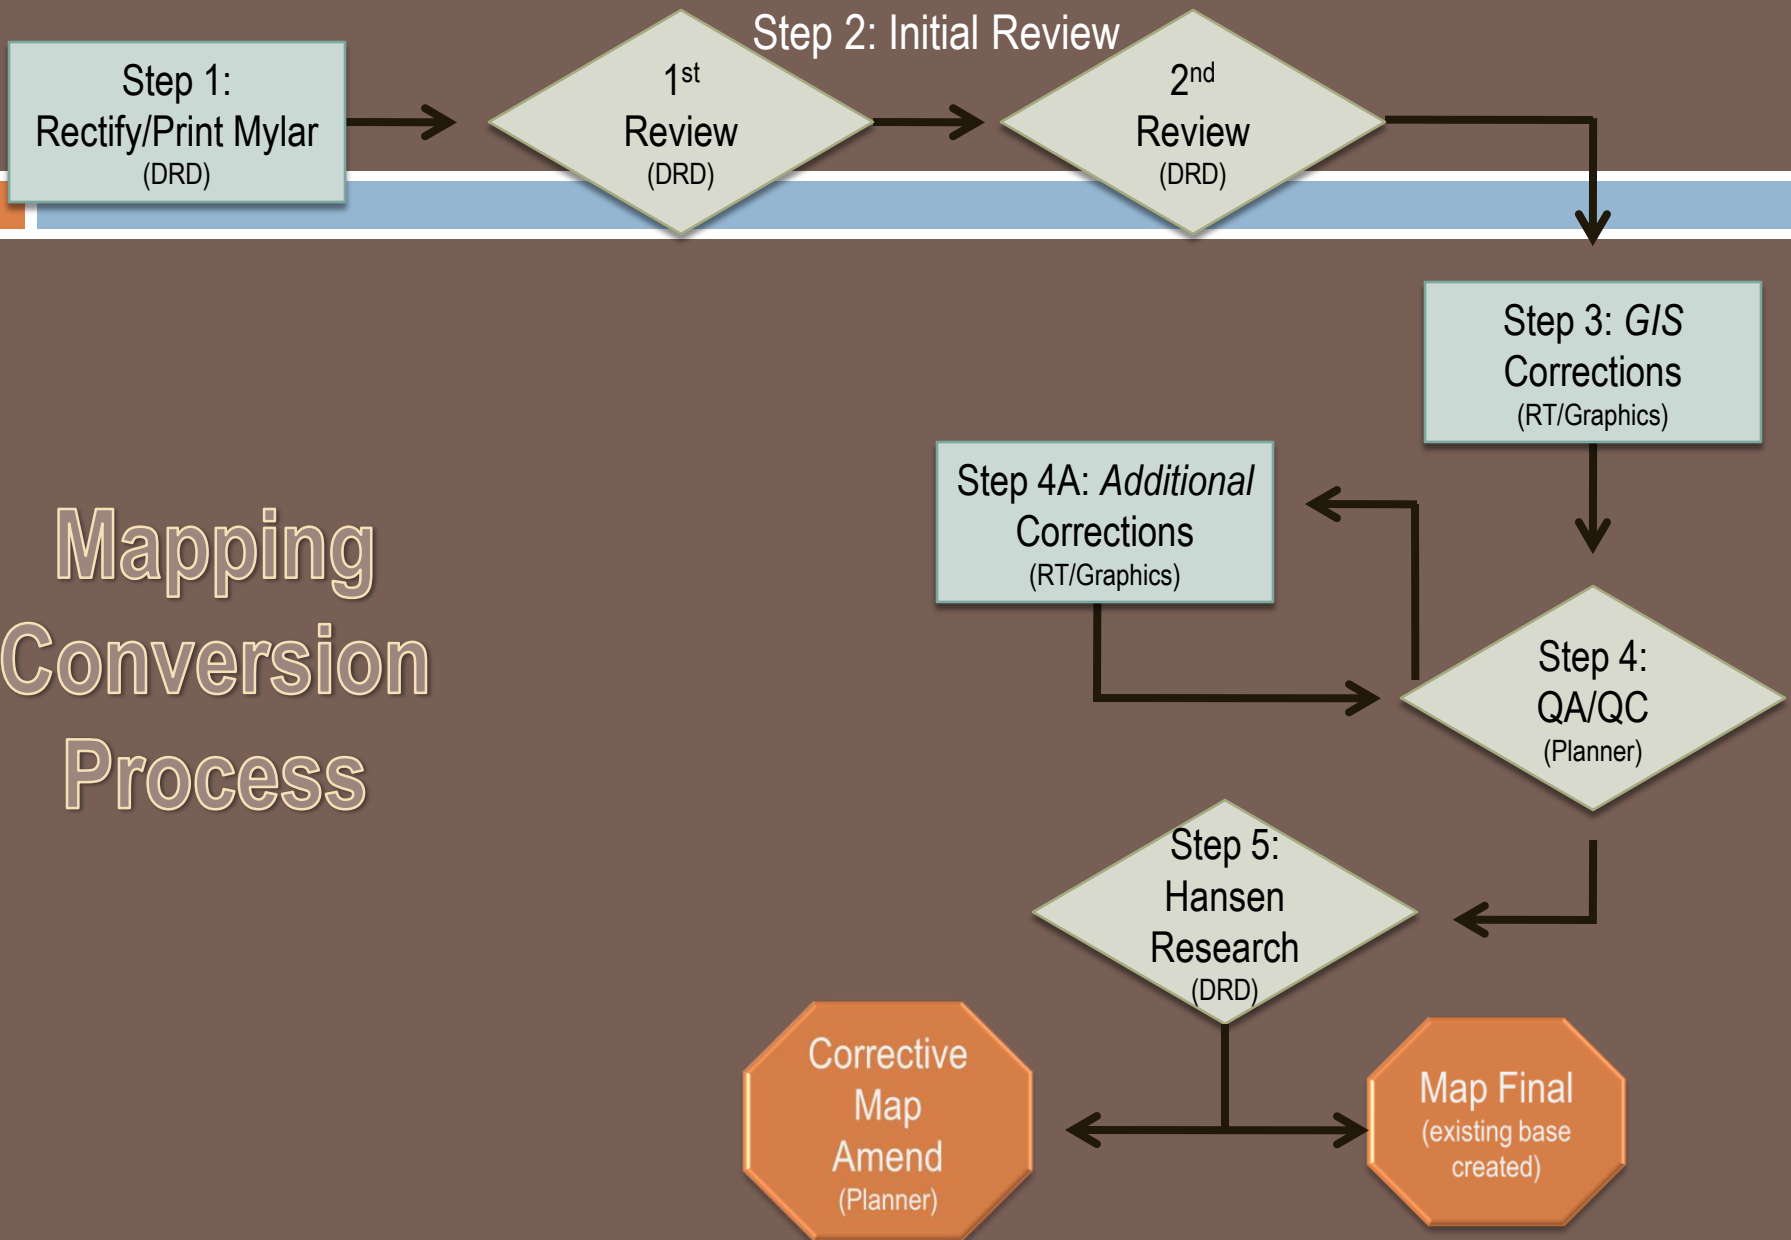 Step 2: Initial Review
Step 1:
Rectify/Print Mylar
(DRD)
1st
Review
(DRD)
2nd
Review
(DRD)
Step 3: GIS
Corrections
(RT/Graphics)
Step 4A: Additional
Corrections
(RT/Graphics)
Mapping
Conversion
Process
Step 4:
QA/QC
(Planner)
Step 5:
Hansen
Research
(DRD)
Corrective
Map
Amend
(Planner)
Map Final
(existing base
created)